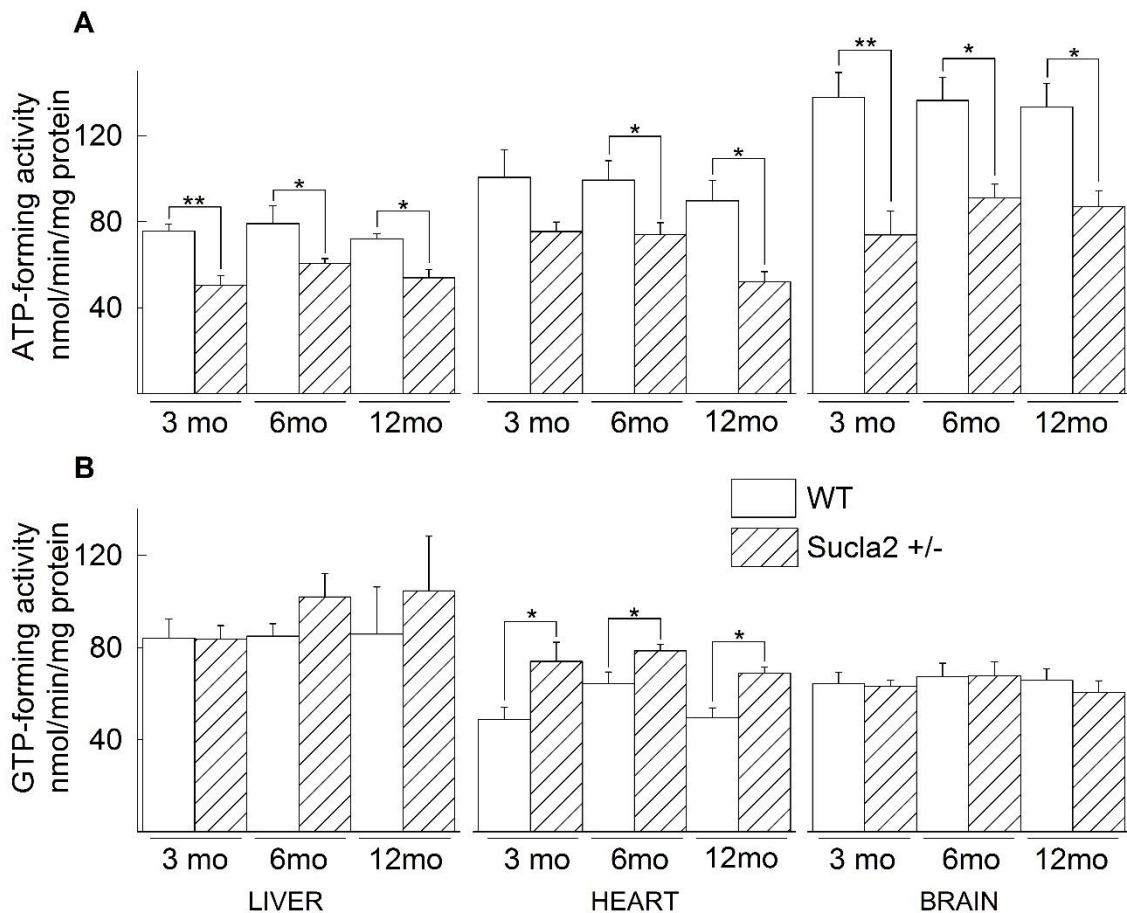 A
ATP-forming activity
nmol/min/mg protein
120
80
40
** * * * * ** * *
3 mo 6mo 12mo 3 mo 6mo 12mo 3 mo 6mo 12mo
B
GTP-forming activity
nmol/min/mg protein
120
80
40
WT
Sucla2 +/-
* * *
3 mo 6mo 12mo 3 mo 6mo 12mo 3 mo 6mo 12mo
LIVER HEART BRAIN